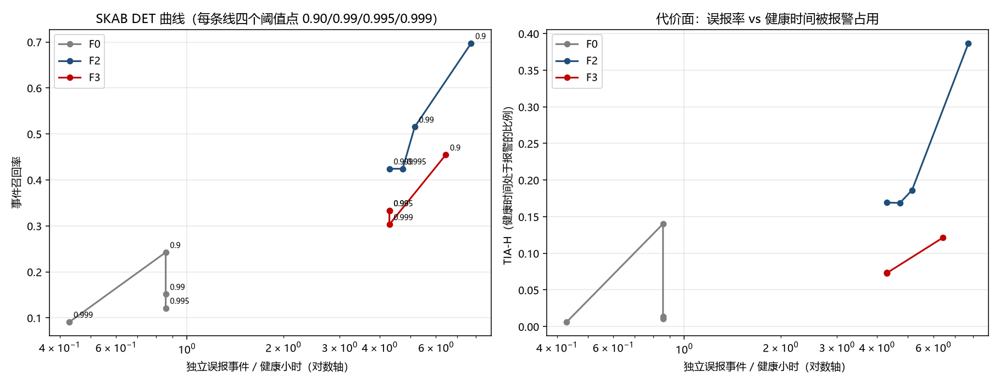 SKAB DET 曲线（每条线四个阈值点 0.90/0.99/0.995/0.999）
F0
F2
F3
0.7
0.6
0.5
0.4
0.3
0.2
0.1
事件召回率
0.9
0.99
0.995
0.999
0.9
0.99
0.995
0.999
0.9
0.99
0.995
0.999
4 × 10⁻¹
6 × 10⁻¹
10⁰
2 × 10⁰
3 × 10⁰
4 × 10⁰
6 × 10⁰
独立误报事件 / 健康小时（对数轴）
代价面：误报率 vs 健康时间被报警占用
F0
F2
F3
0.40
0.35
0.30
0.25
0.20
0.15
0.10
0.05
0.00
TIA-H（健康时间处于报警的比例）
4 × 10⁻¹
6 × 10⁻¹
10⁰
2 × 10⁰
3 × 10⁰
4 × 10⁰
6 × 10⁰
独立误报事件 / 健康小时（对数轴）